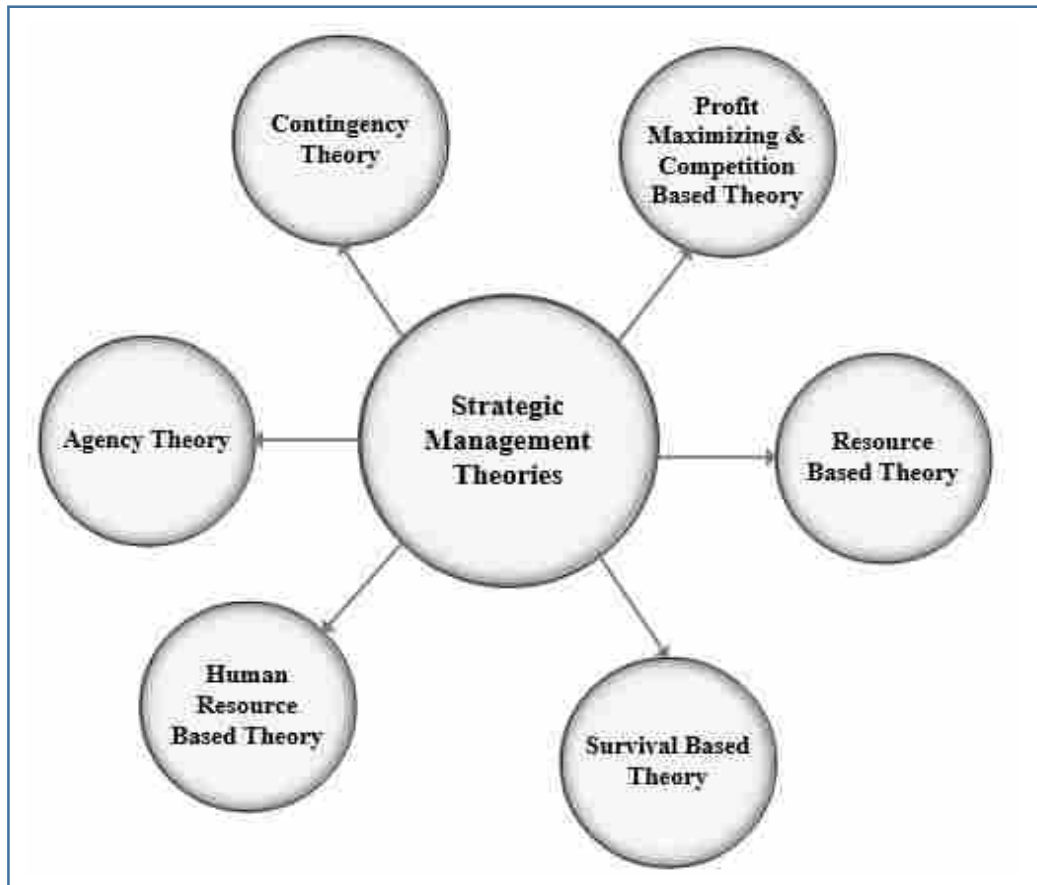 Contingency
Theory
Profit
Maximizing &
Competition
Based Theory
Agency Theory
Strategic
Management
Theories
Resource
Based Theory
Human
Resource
Based Theory
Survival Based
Theory